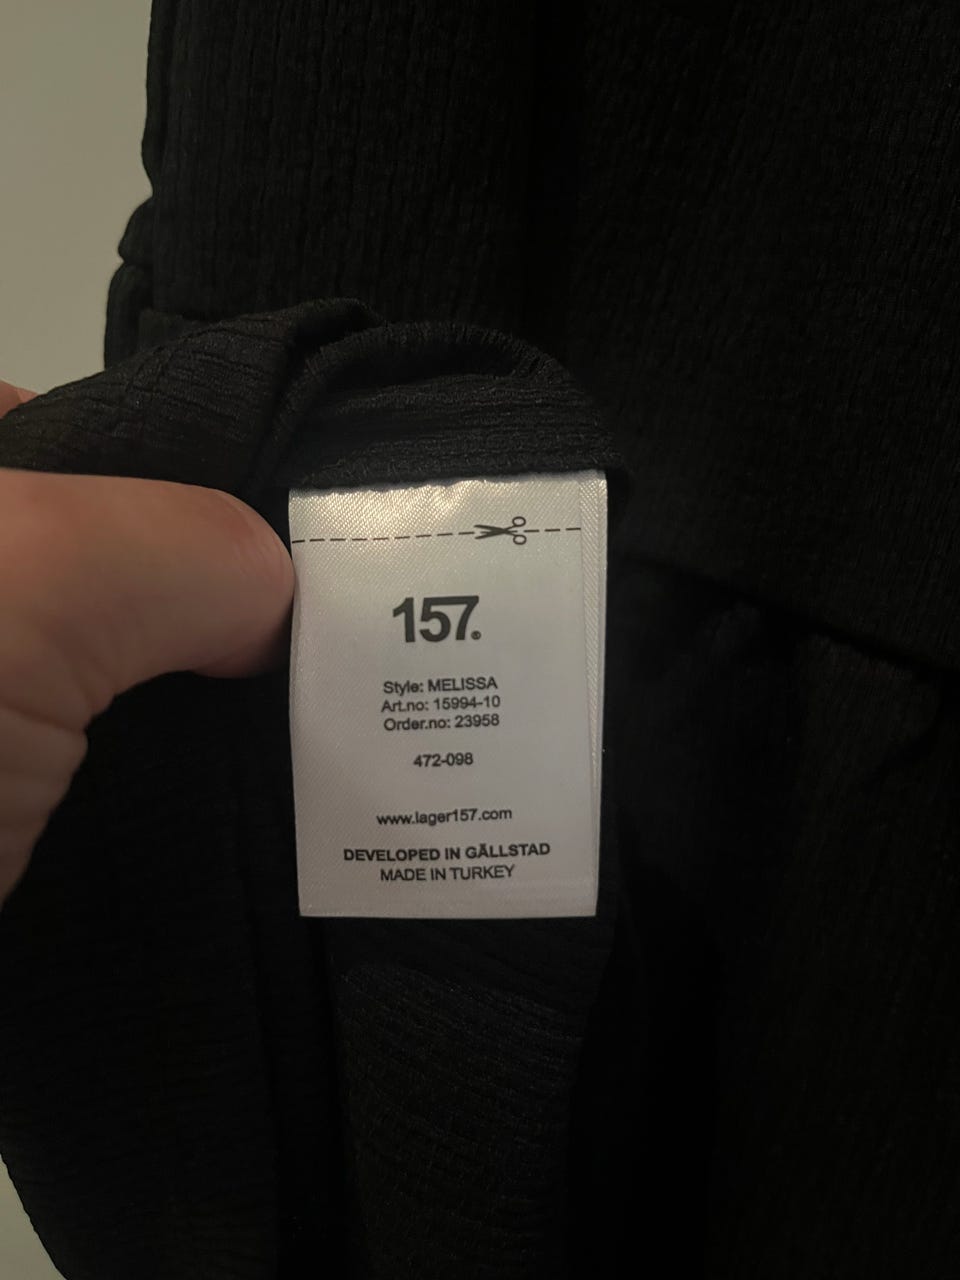 157.
Style: MELISSA
Art.no: 15994-10
Order.no: 23958
472-098
www.lager157.com
DEVELOPED IN GÄLLSTAD
MADE IN TURKEY